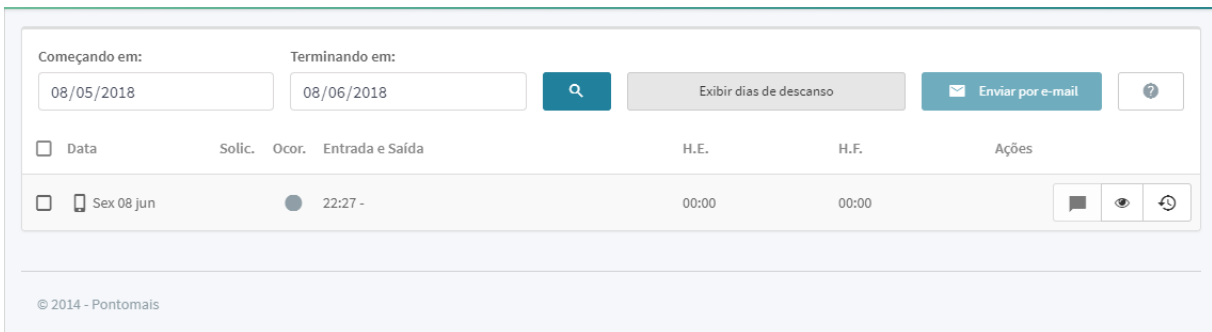 Começando em: Terminando em:
08/05/2018 08/06/2018 Exibir dias de descanso Enviar por e-mail
Data Solic. Ocor. Entrada e Saída H.E. H.F. Ações
Sex 08 jun 22:27 - 00:00 00:00
© 2014 - Pontomais